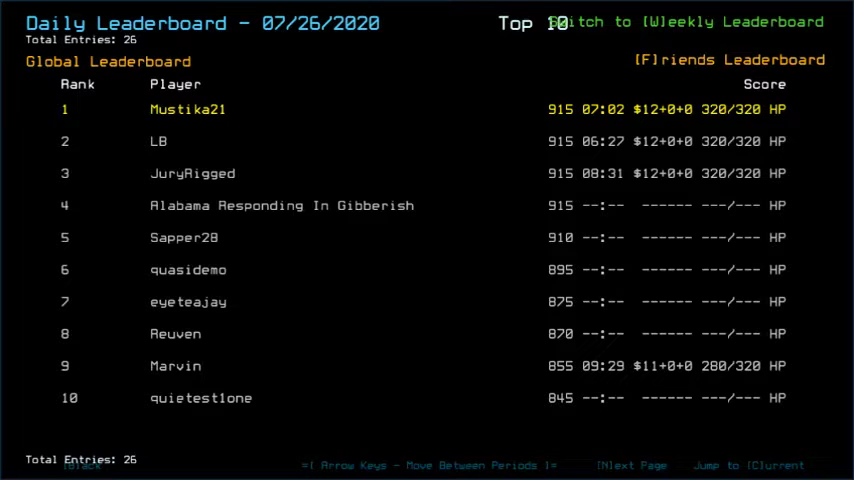 Daily Leaderboard - 07/26/2020 Top 10 Switch to [W]eekly Leaderboard
Total Entries: 26
Global Leaderboard [F]riends Leaderboard
Rank Player Score
1 Mustika21 915 07:02 $12+0+0 320/320 HP
2 LB 915 06:27 $12+0+0 320/320 HP
3 JuryRigged 915 08:31 $12+0+0 320/320 HP
4 Alabama Responding In Gibberish 915 --:-- ------ ---/--- HP
5 Sapper28 910 --:-- ------ ---/--- HP
6 quasidemo 895 --:-- ------ ---/--- HP
7 eyeteajay 875 --:-- ------ ---/--- HP
8 Reuven 870 --:-- ------ ---/--- HP
9 Marvin 855 09:29 $11+0+0 280/320 HP
10 quietest1one 845 --:-- ------ ---/--- HP
Total Entries: 26
[B]ack =[ Arrow Keys - Move Between Periods ]= [N]ext Page Jump to [C]urrent